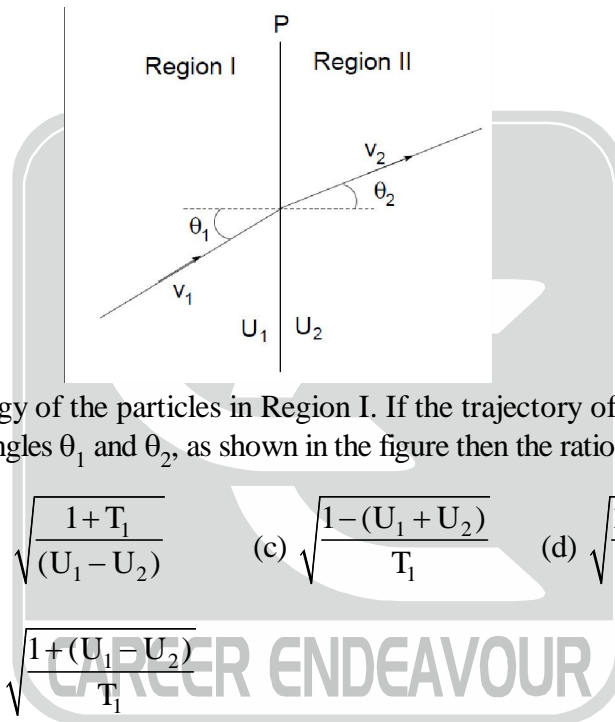 P
Region I Region II
v₂
θ₂
θ₁
v₁
U₁ U₂
gy of the particles in Region I. If the trajectory of
ngles θ₁ and θ₂, as shown in the figure then the ratio
√((1+T₁)/(U₁−U₂)) (c) √((1−(U₁+U₂))/T₁) (d) √
√((1+(U₁−U₂))/T₁)
CAREER ENDEAVOUR